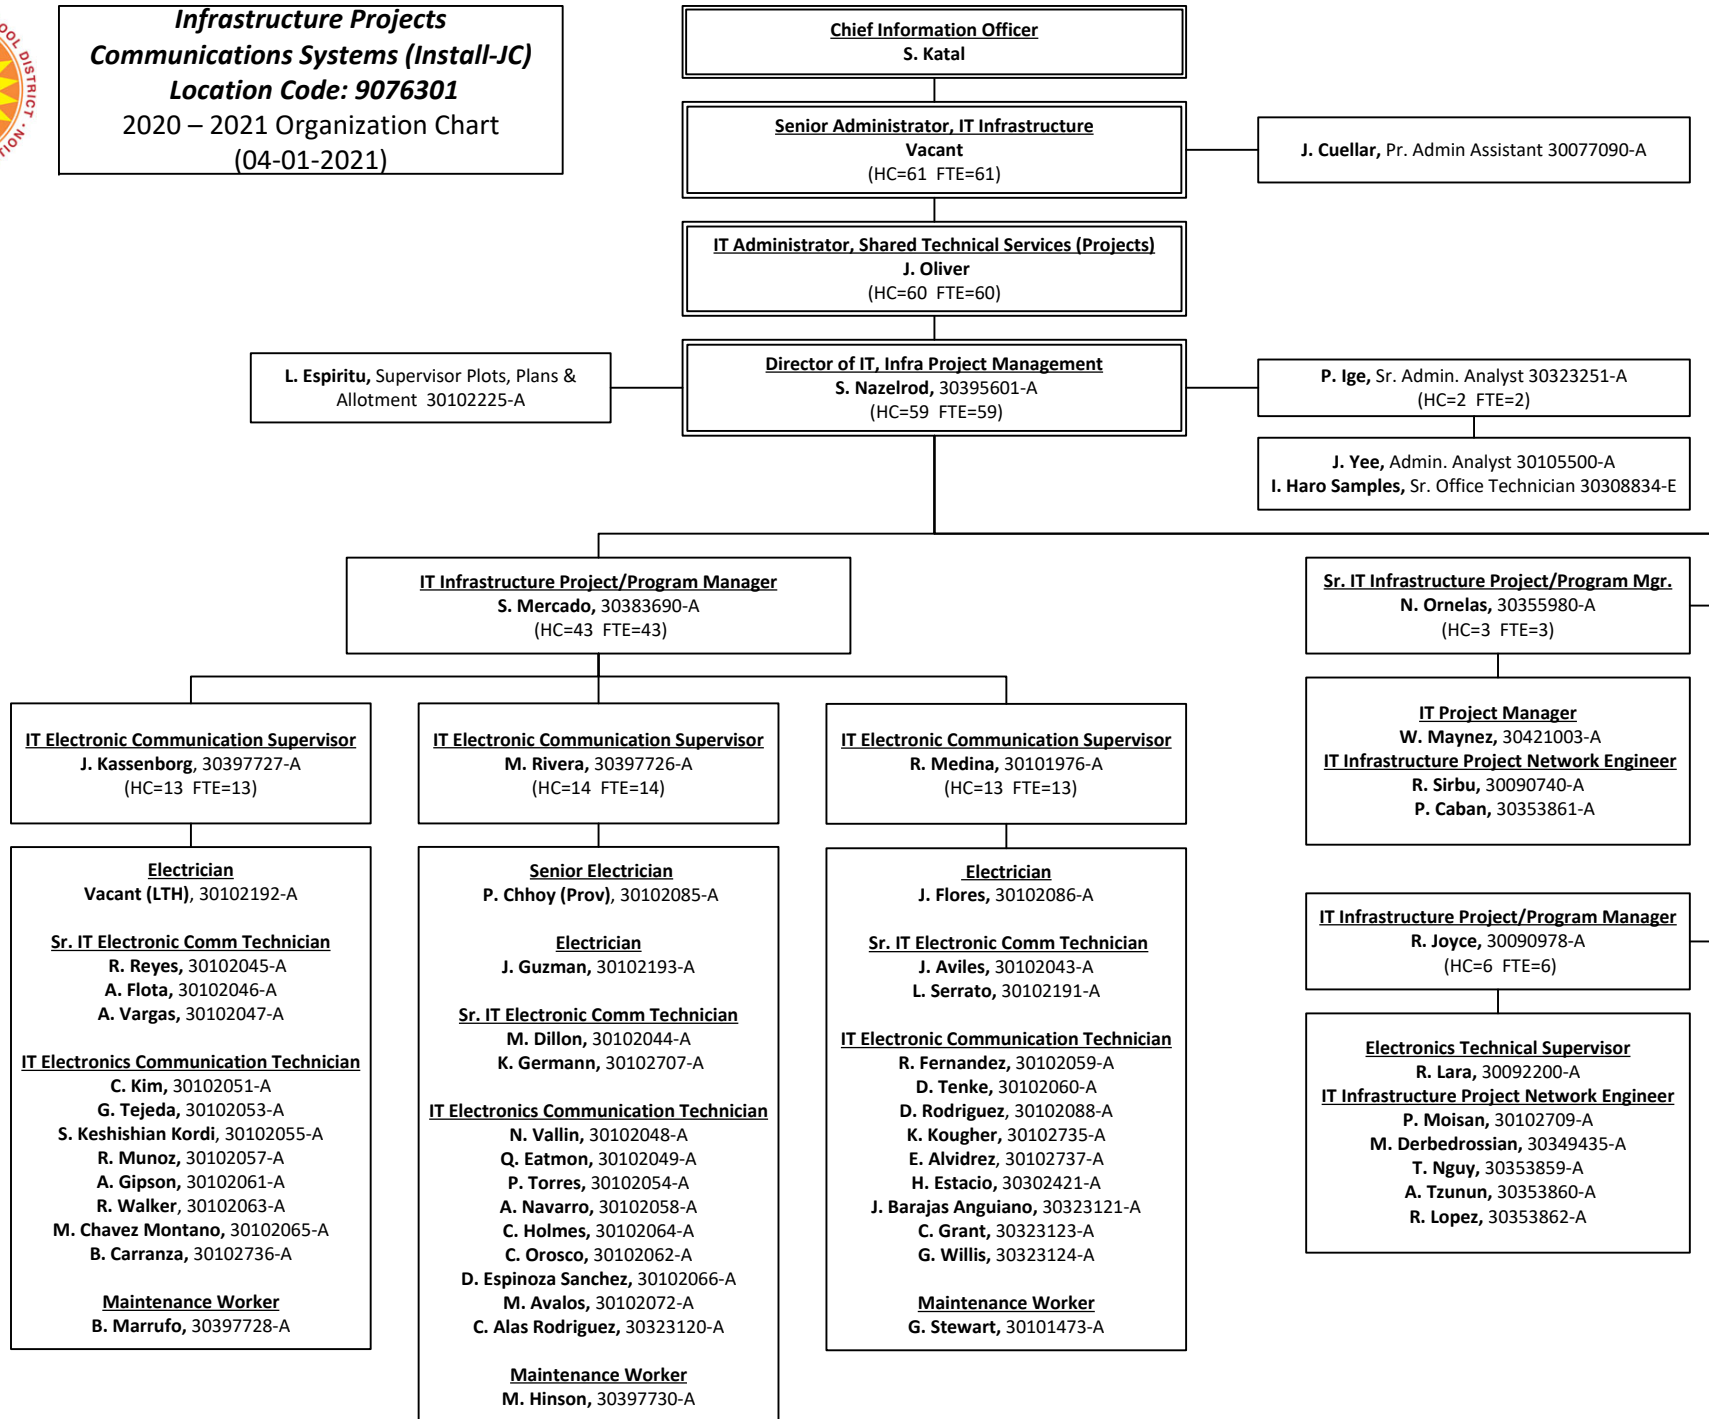 OOL DISTRICT
Infrastructure Projects
Communications Systems (Install-JC)
Location Code: 9076301
2020 – 2021 Organization Chart
(04-01-2021)
Chief Information Officer
S. Katal
Senior Administrator, IT Infrastructure
Vacant
(HC=61 FTE=61)
J. Cuellar, Pr. Admin Assistant 30077090-A
IT Administrator, Shared Technical Services (Projects)
J. Oliver
(HC=60 FTE=60)
L. Espiritu, Supervisor Plots, Plans &
Allotment 30102225-A
Director of IT, Infra Project Management
S. Nazelrod, 30395601-A
(HC=59 FTE=59)
P. Ige, Sr. Admin. Analyst 30323251-A
(HC=2 FTE=2)
J. Yee, Admin. Analyst 30105500-A
I. Haro Samples, Sr. Office Technician 30308834-E
IT Infrastructure Project/Program Manager
S. Mercado, 30383690-A
(HC=43 FTE=43)
Sr. IT Infrastructure Project/Program Mgr.
N. Ornelas, 30355980-A
(HC=3 FTE=3)
IT Electronic Communication Supervisor
J. Kassenborg, 30397727-A
(HC=13 FTE=13)
Electrician
Vacant (LTH), 30102192-A
Sr. IT Electronic Comm Technician
R. Reyes, 30102045-A
A. Flota, 30102046-A
A. Vargas, 30102047-A
IT Electronics Communication Technician
C. Kim, 30102051-A
G. Tejeda, 30102053-A
S. Keshishian Kordi, 30102055-A
R. Munoz, 30102057-A
A. Gipson, 30102061-A
R. Walker, 30102063-A
M. Chavez Montano, 30102065-A
B. Carranza, 30102736-A
Maintenance Worker
B. Marrufo, 30397728-A
IT Electronic Communication Supervisor
M. Rivera, 30397726-A
(HC=14 FTE=14)
Senior Electrician
P. Chhoy (Prov), 30102085-A
Electrician
J. Guzman, 30102193-A
Sr. IT Electronic Comm Technician
M. Dillon, 30102044-A
K. Germann, 30102707-A
IT Electronics Communication Technician
N. Vallin, 30102048-A
Q. Eatmon, 30102049-A
P. Torres, 30102054-A
A. Navarro, 30102058-A
C. Holmes, 30102064-A
C. Orosco, 30102062-A
D. Espinoza Sanchez, 30102066-A
M. Avalos, 30102072-A
C. Alas Rodriguez, 30323120-A
Maintenance Worker
M. Hinson, 30397730-A
IT Electronic Communication Supervisor
R. Medina, 30101976-A
(HC=13 FTE=13)
Electrician
J. Flores, 30102086-A
Sr. IT Electronic Comm Technician
J. Aviles, 30102043-A
L. Serrato, 30102191-A
IT Electronic Communication Technician
R. Fernandez, 30102059-A
D. Tenke, 30102060-A
D. Rodriguez, 30102088-A
K. Kougher, 30102735-A
E. Alvidrez, 30102737-A
H. Estacio, 30302421-A
J. Barajas Anguiano, 30323121-A
C. Grant, 30323123-A
G. Willis, 30323124-A
Maintenance Worker
G. Stewart, 30101473-A
IT Project Manager
W. Maynez, 30421003-A
IT Infrastructure Project Network Engineer
R. Sirbu, 30090740-A
P. Caban, 30353861-A
IT Infrastructure Project/Program Manager
R. Joyce, 30090978-A
(HC=6 FTE=6)
Electronics Technical Supervisor
R. Lara, 30092200-A
IT Infrastructure Project Network Engineer
P. Moisan, 30102709-A
M. Derbedrossian, 30349435-A
T. Nguy, 30353859-A
A. Tzunun, 30353860-A
R. Lopez, 30353862-A